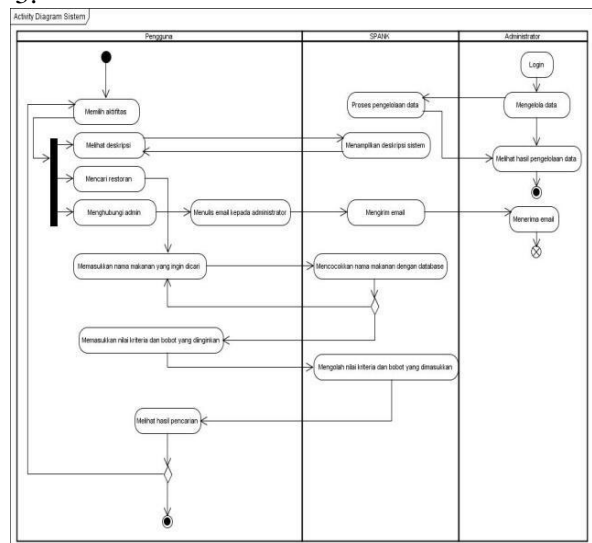 3.
Activity Diagram Sistem
Pengguna
SPANK
Administrator
Login
Memilih aktifitas
Proses pengelolaan data
Mengelola data
Melihat deskripsi
Menampilkan deskripsi sistem
Melihat hasil pengelolaan data
Mencari restoran
Menghubungi admin
Menulis email kepada administrator
Mengirim email
Menerima email
Memasukkan nama makanan yang ingin dicari
Mencocokkan nama makanan dengan database
Memasukkan nilai kriteria dan bobot yang diinginkan
Mengolah nilai kriteria dan bobot yang dimasukkan
Melihat hasil pencarian